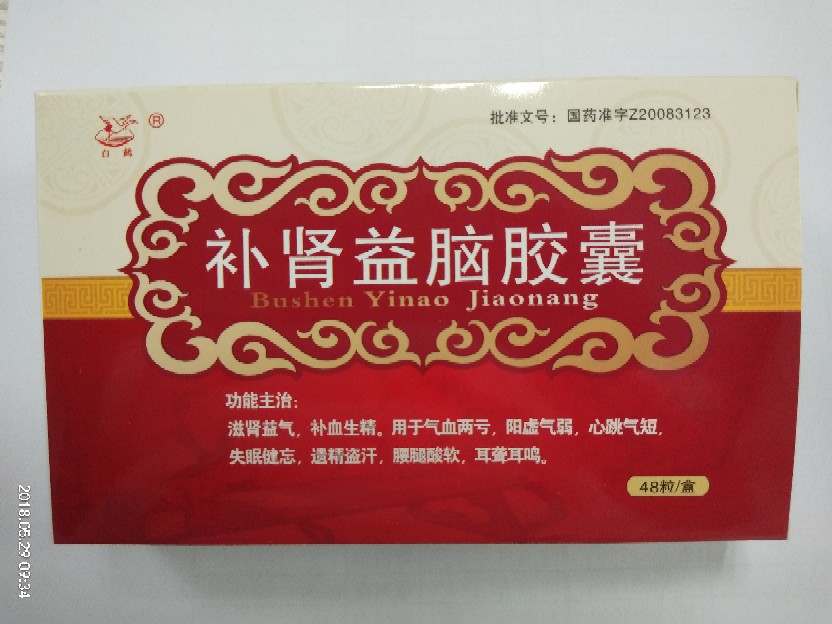 批准文号：国药准字Z20083123
®
白鹤
补肾益脑胶囊
Bushen Yinao Jiaonang
功能主治：
滋肾益气，补血生精。用于气血两亏，阳虚气弱，心跳气短，
失眠健忘，遗精盗汗，腰腿酸软，耳聋耳鸣。
48粒/盒
2018.05.29 09:34